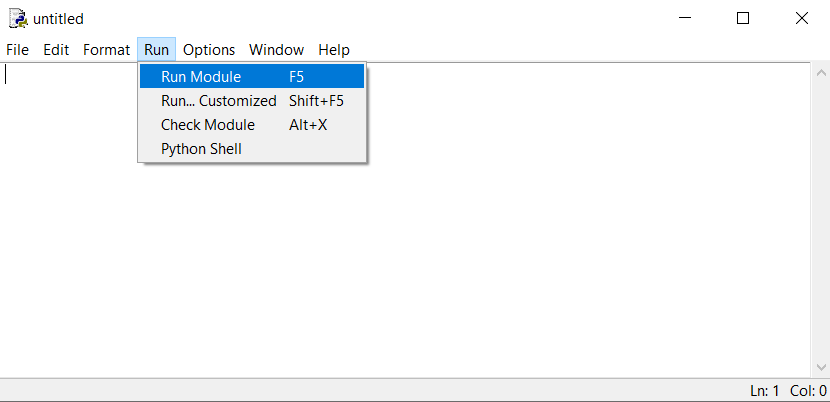 untitled
File Edit Format Run Options Window Help
Run Module F5
Run... Customized Shift+F5
Check Module Alt+X
Python Shell
Ln: 1 Col: 0